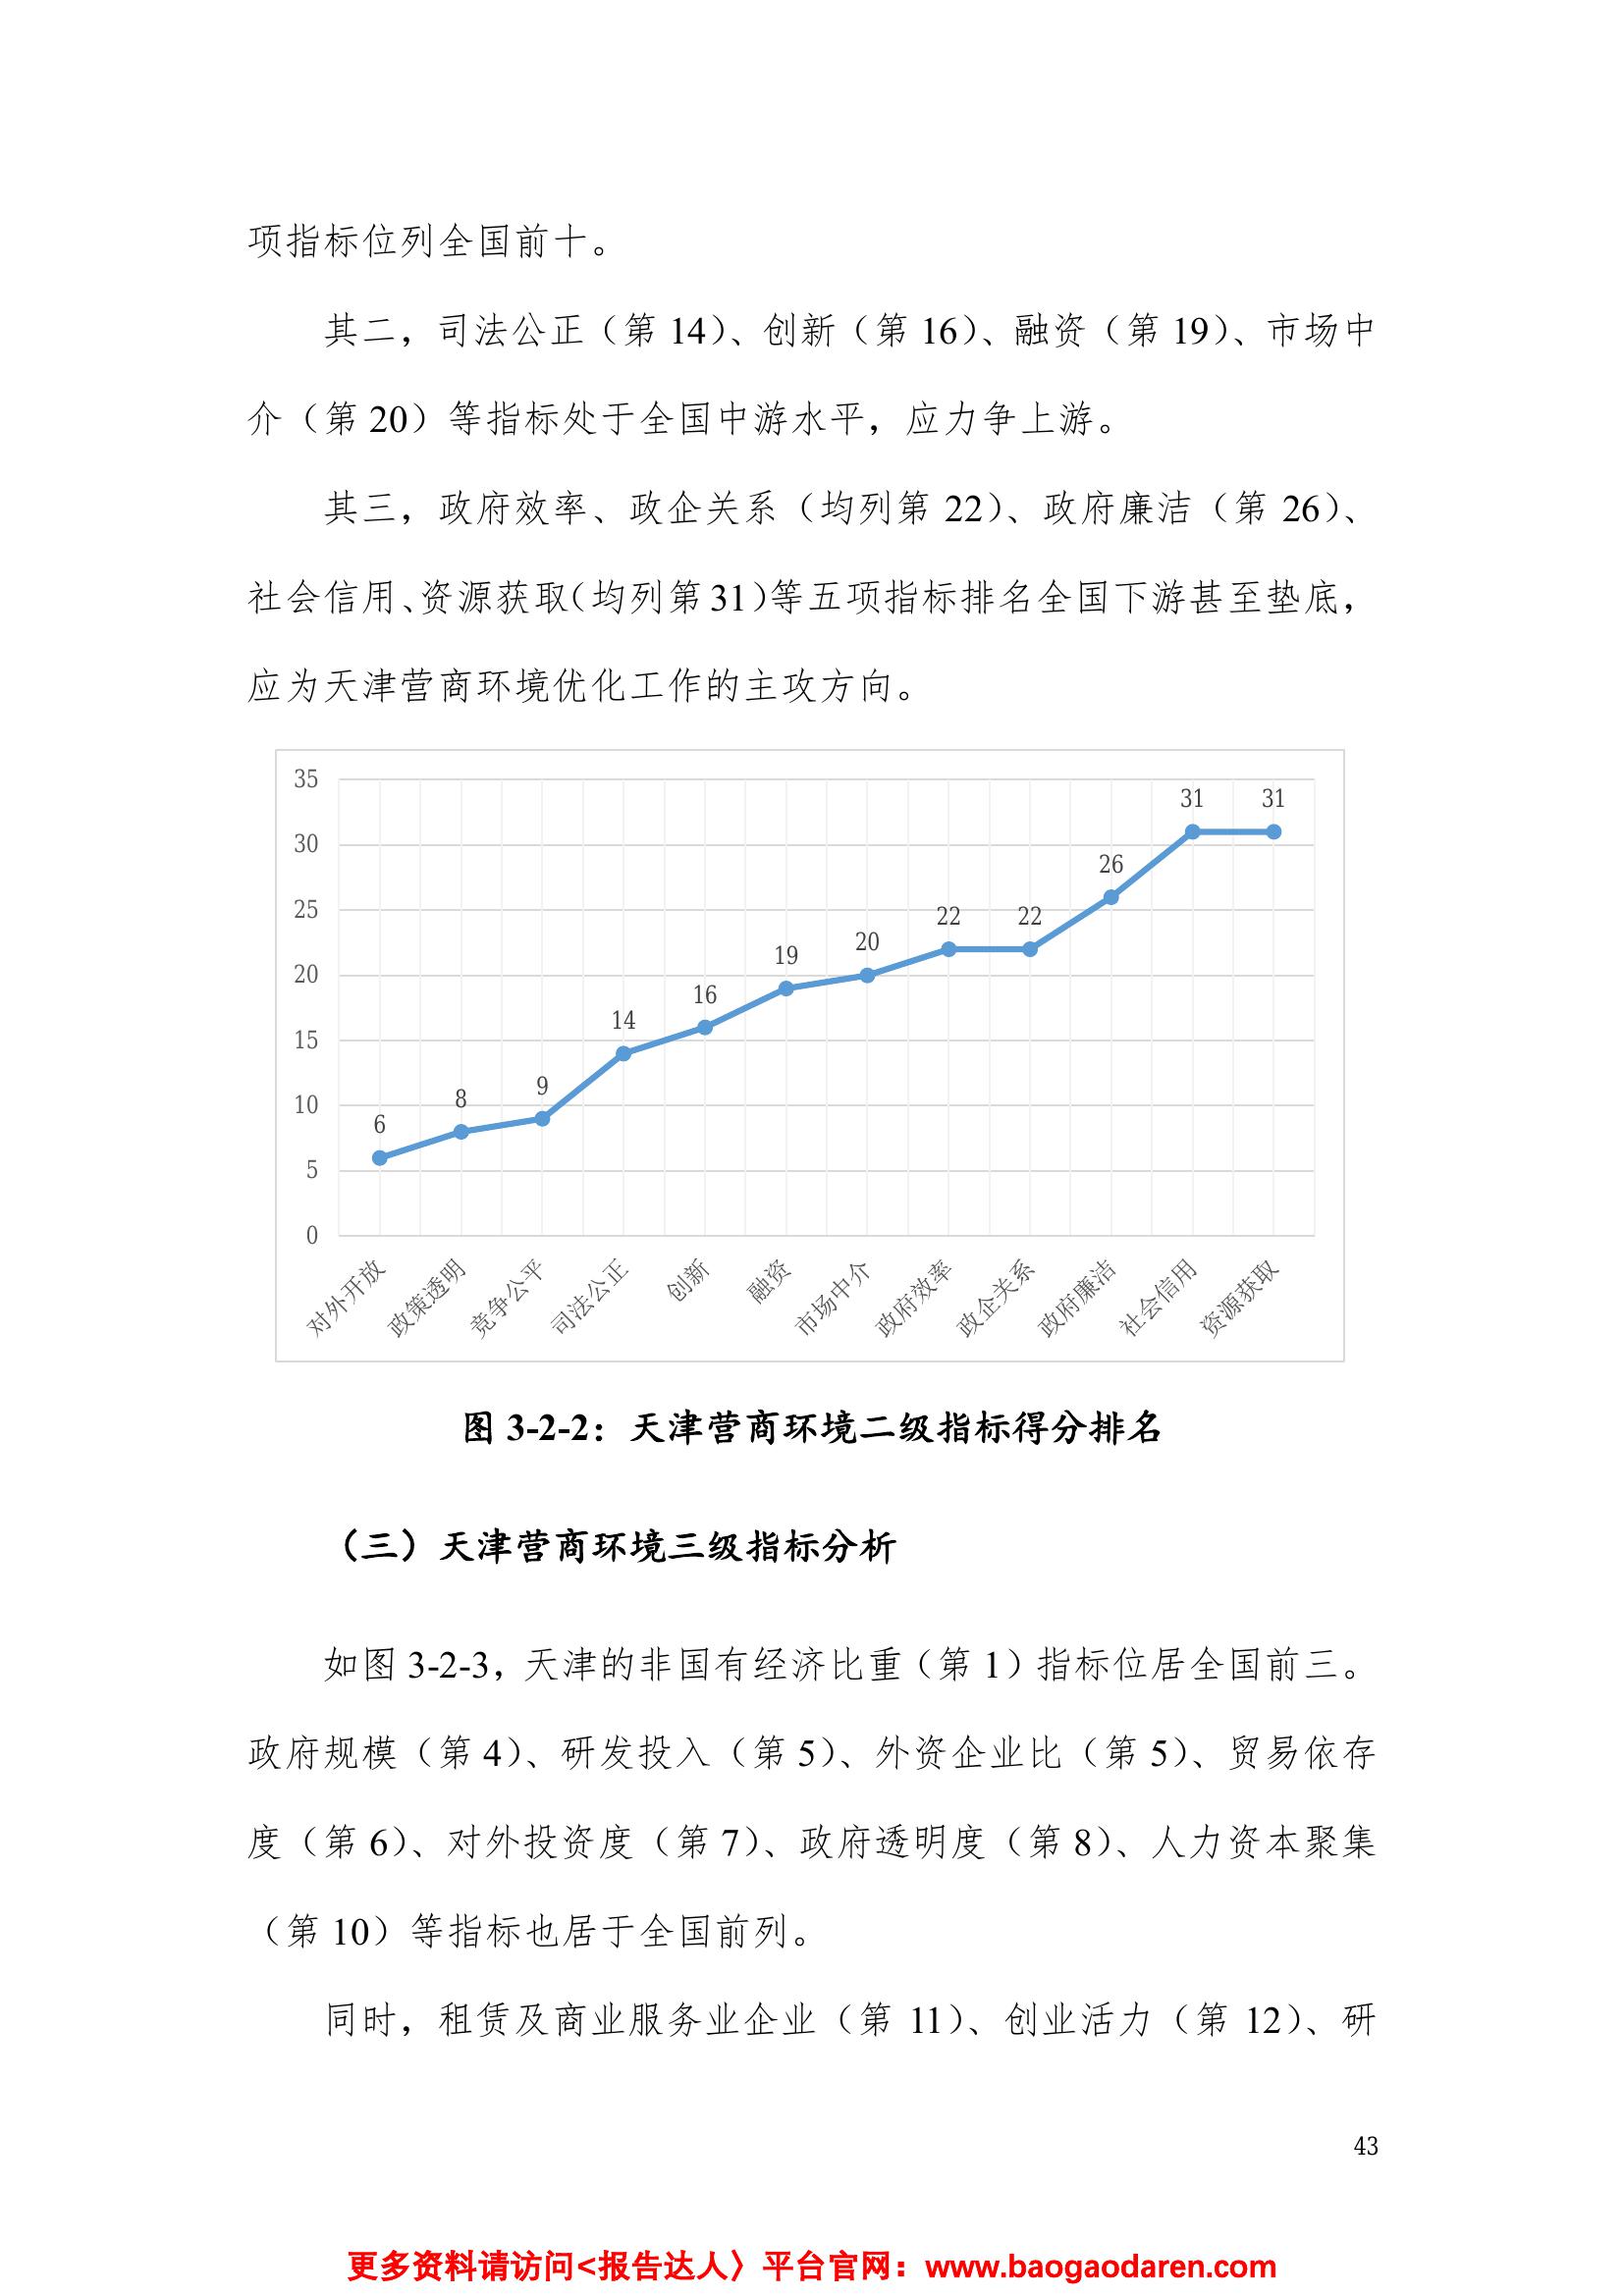 项指标位列全国前十。
其二，司法公正（第 14）、创新（第 16）、融资（第 19）、市场中
介（第 20）等指标处于全国中游水平，应力争上游。
其三，政府效率、政企关系（均列第 22）、政府廉洁（第 26）、
社会信用、资源获取（均列第 31）等五项指标排名全国下游甚至垫底，
应为天津营商环境优化工作的主攻方向。
35
30
25
20
15
10
5
0
6
8
9
14
16
19
20
22
22
26
31
31
对外开放
政策透明
竞争公平
司法公正
创新
融资
市场中介
政府效率
政企关系
政府廉洁
社会信用
资源获取
图 3-2-2：天津营商环境二级指标得分排名
（三）天津营商环境三级指标分析
如图 3-2-3，天津的非国有经济比重（第 1）指标位居全国前三。
政府规模（第 4）、研发投入（第 5）、外资企业比（第 5）、贸易依存
度（第 6）、对外投资度（第 7）、政府透明度（第 8）、人力资本聚集
（第 10）等指标也居于全国前列。
同时，租赁及商业服务业企业（第 11）、创业活力（第 12）、研
43
更多资料请访问<报告达人〉平台官网：www.baogaodaren.com